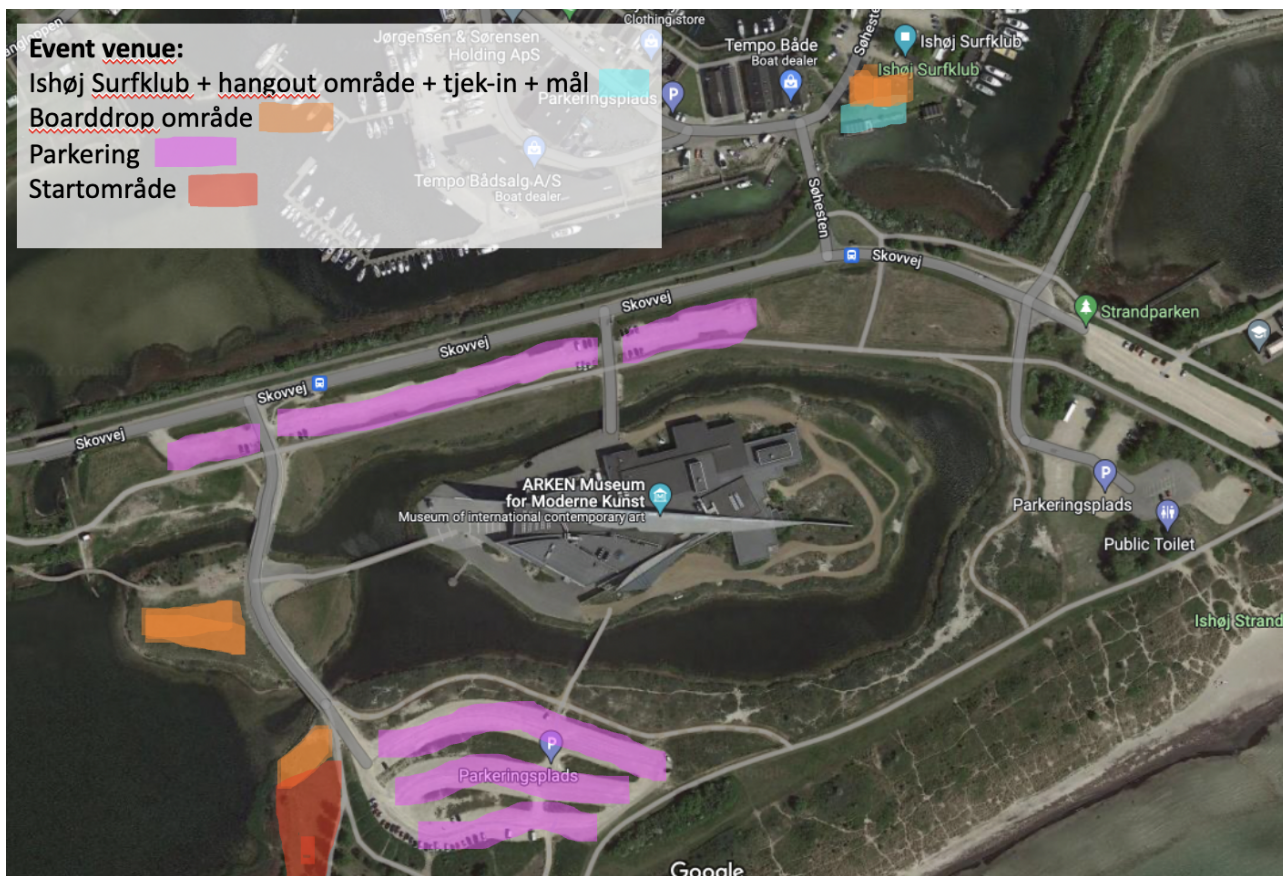 Clothing store
Jørgensen & Sørensen
Holding ApS
Event venue:
Ishøj Surfklub + hangout område + tjek-in + mål
Boarddrop område
Parkering
Startområde
Parkeringsplads
P
Tempo Bådsalg A/S
Boat dealer
Tempo Både
Boat dealer
Søhesten
Ishøj Surfklub
Ishøj Surfklub
Søhesten
Skovvej
Skovvej
Skovvej
Skovvej
Skovvej
Strandparken
ARKEN Museum
for Moderne Kunst
Museum of international contemporary art
P
Parkeringsplads
Public Toilet
Ishøj Strand
P
Parkeringsplads
Google